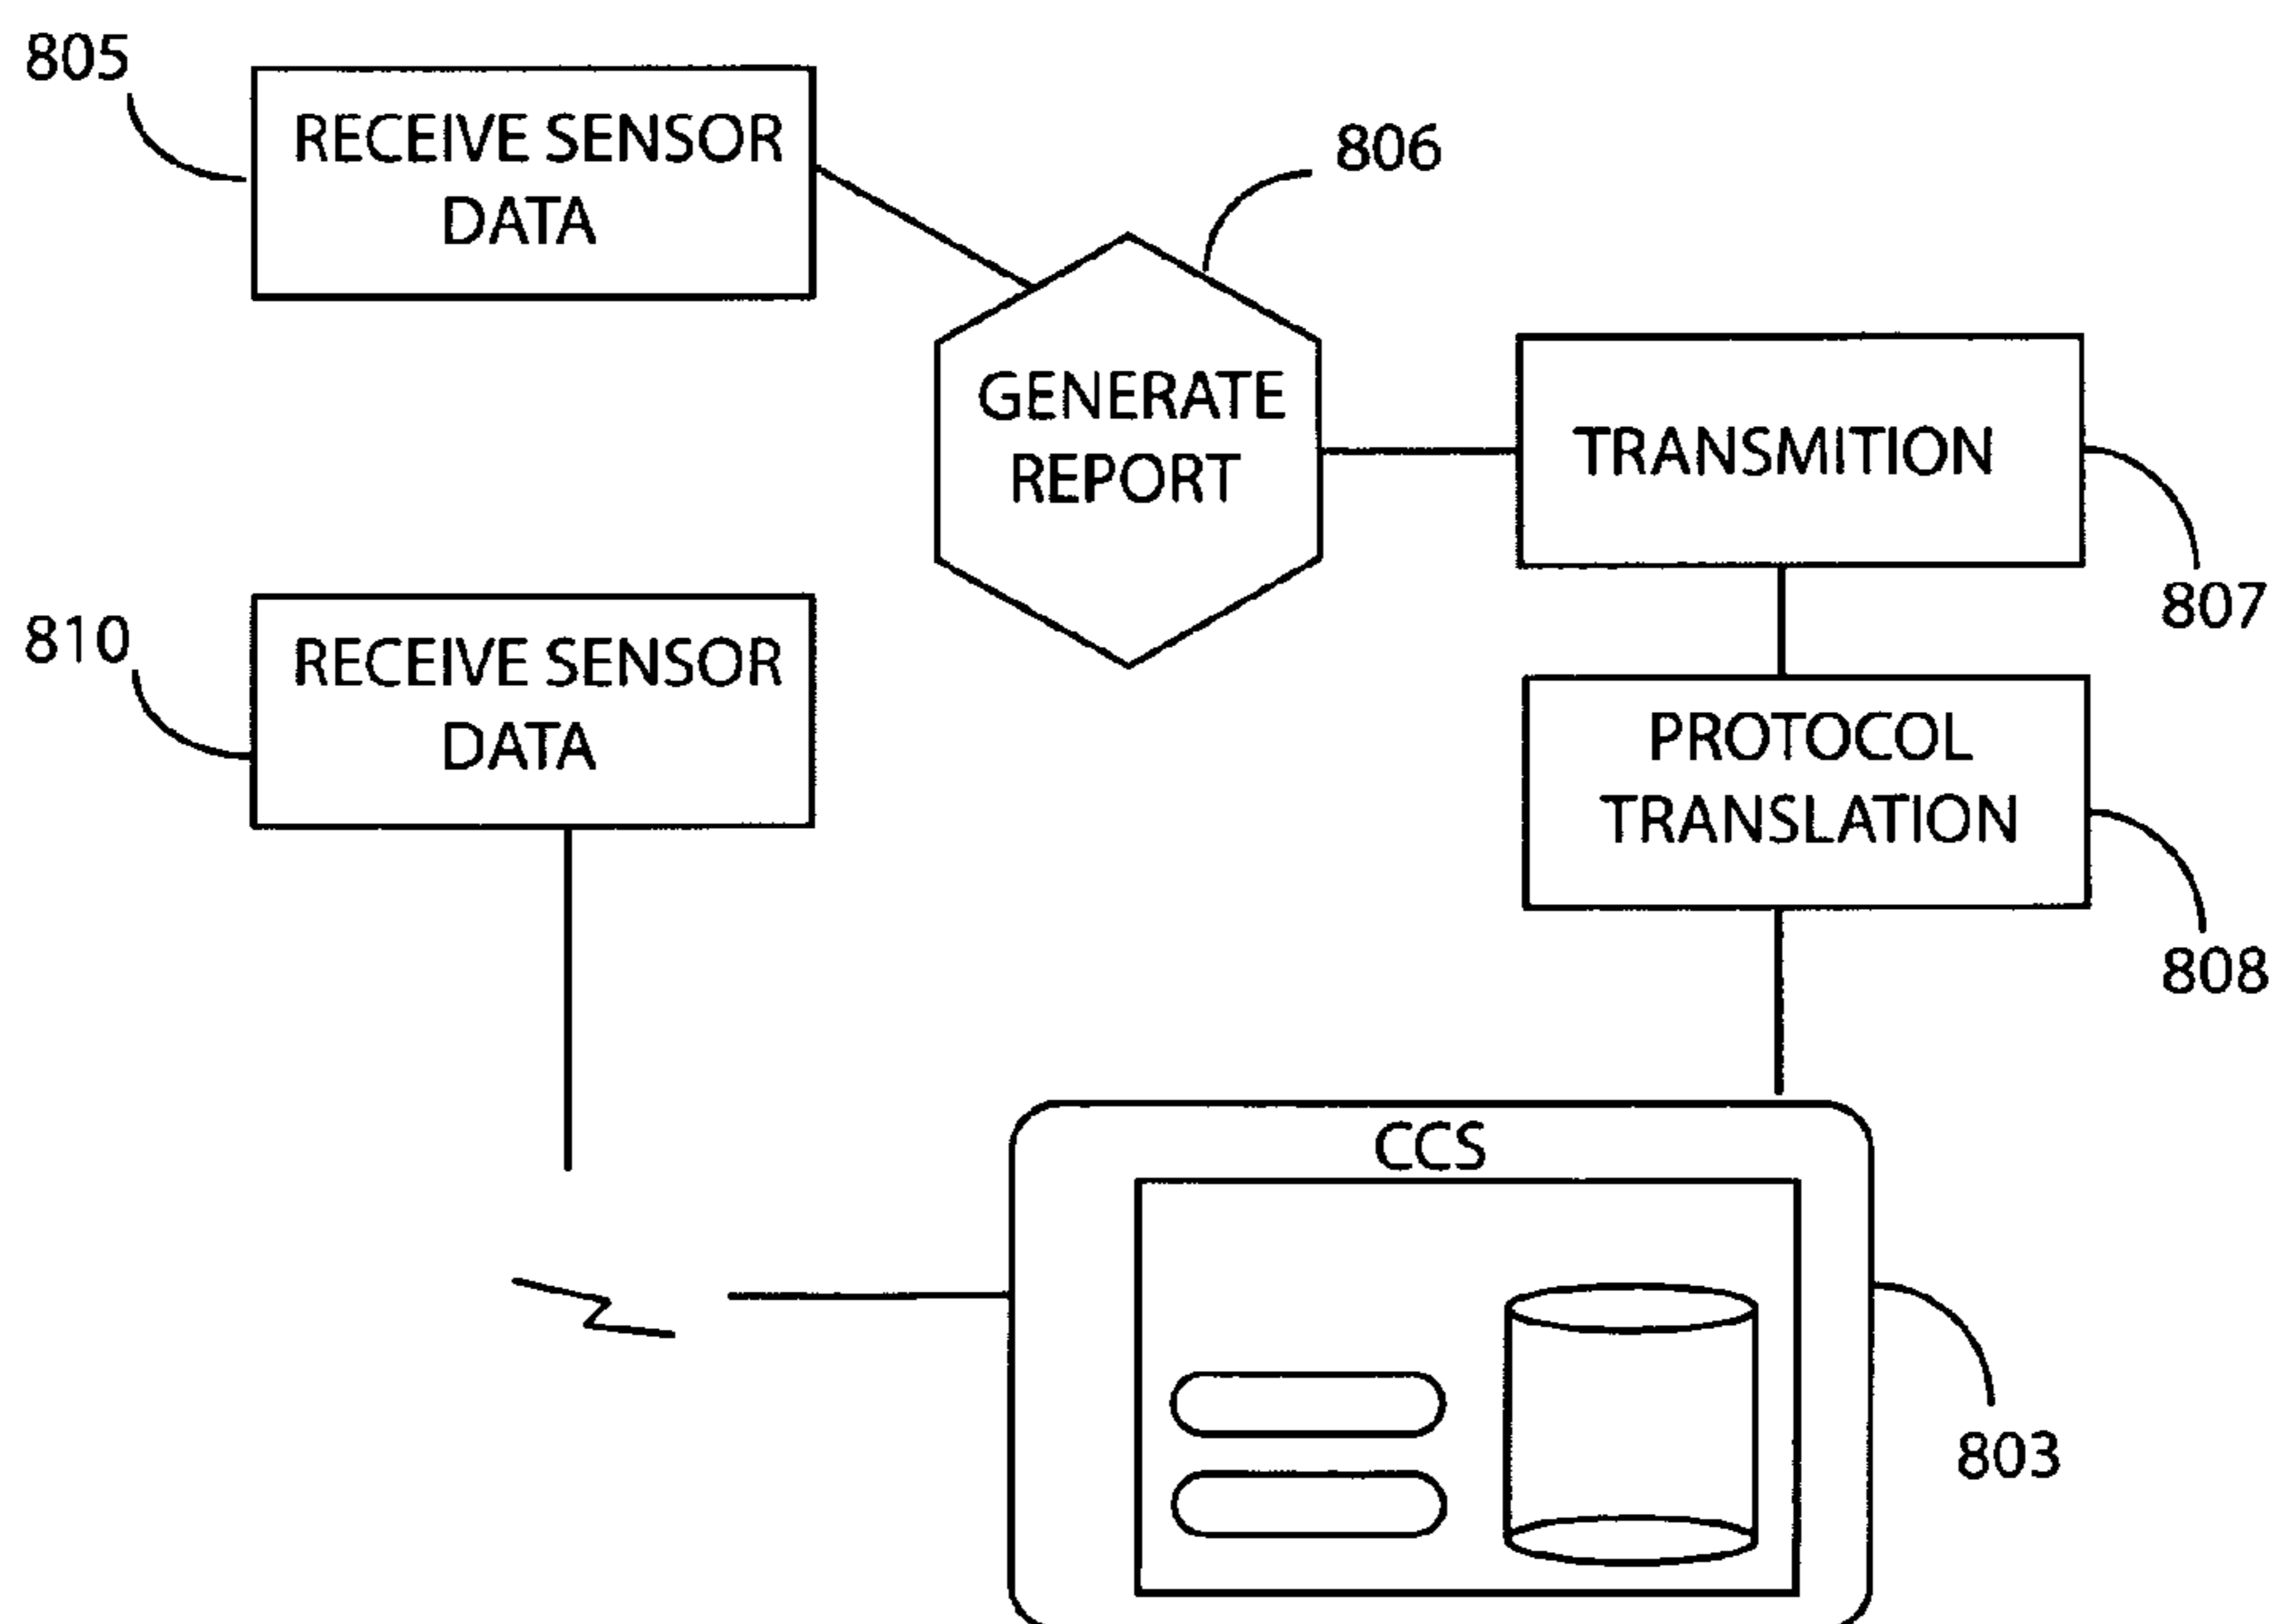 805
RECEIVE SENSOR
DATA
806
GENERATE
REPORT
TRANSMITION
807
810
RECEIVE SENSOR
DATA
PROTOCOL
TRANSLATION
808
CCS
803